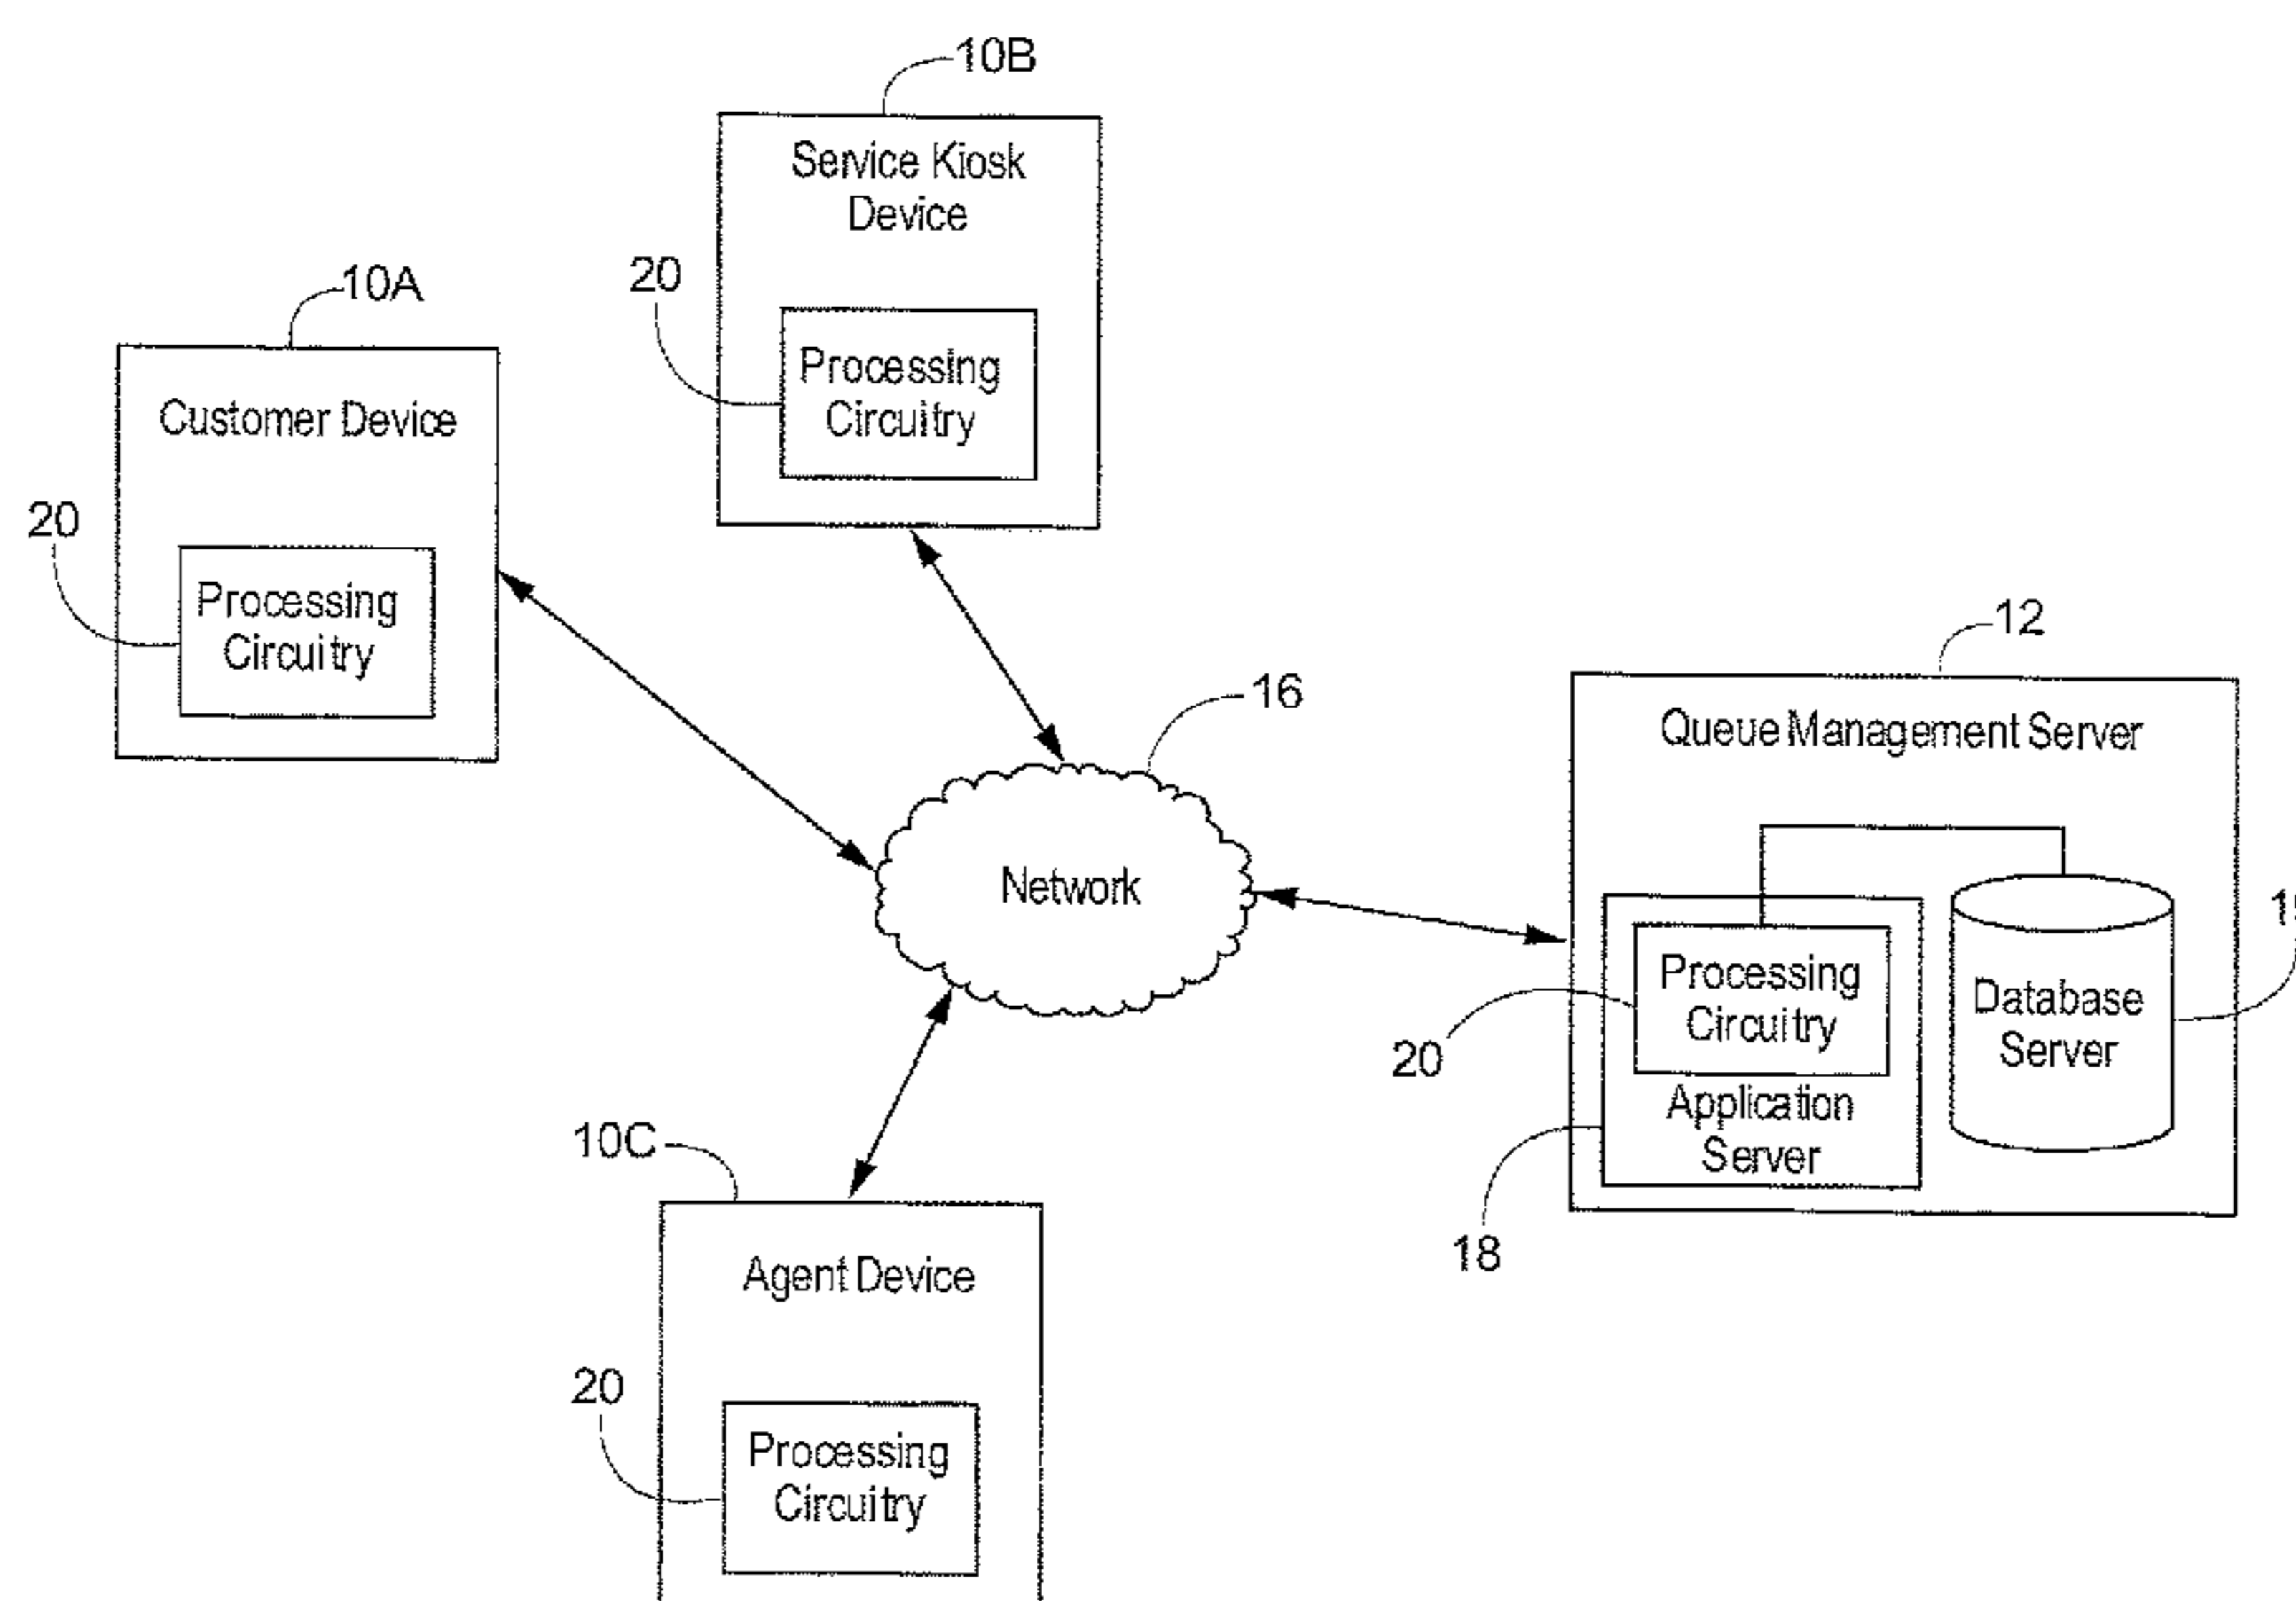 10B
Service Kiosk
Device
20
Processing
Circuitry
10A
Customer Device
20
Processing
Circuitry
16
Network
12
Queue Management Server
Processing
Circuitry
20
Application
Server
18
Database
Server
10C
Agent Device
20
Processing
Circuitry